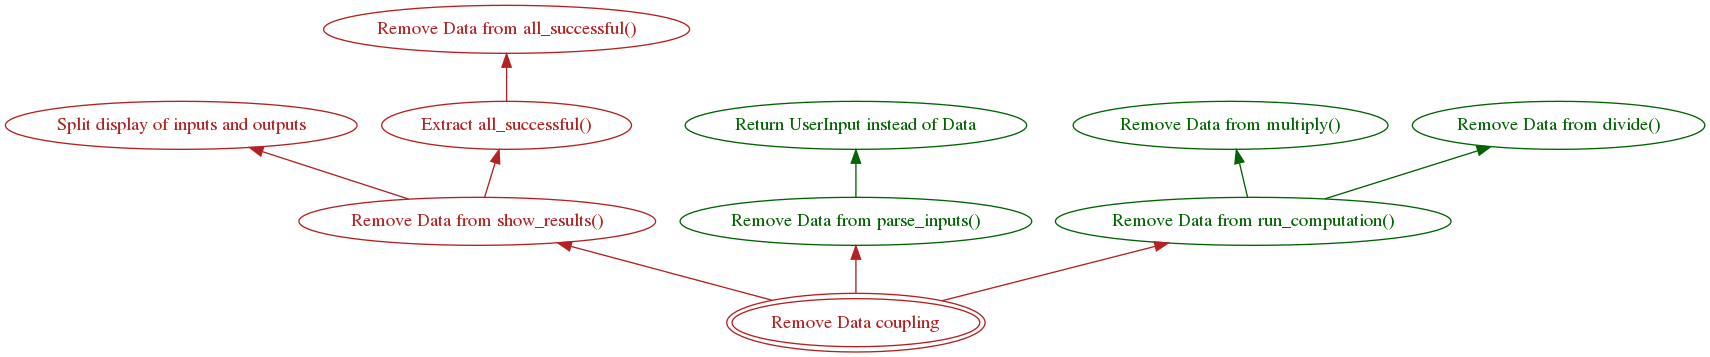 Remove Data from all_successful()
Split display of inputs and outputs
Extract all_successful()
Return UserInput instead of Data
Remove Data from multiply()
Remove Data from divide()
Remove Data from show_results()
Remove Data from parse_inputs()
Remove Data from run_computation()
Remove Data coupling